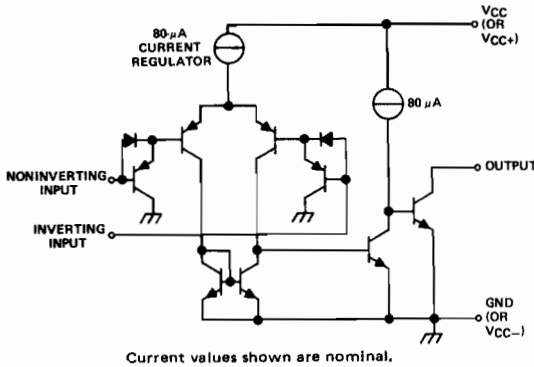 80-µA
CURRENT
REGULATOR
VCC
(OR
VCC+)
80 µA
NONINVERTING
INPUT
OUTPUT
INVERTING
INPUT
GND
(OR
VCC–)
Current values shown are nominal.